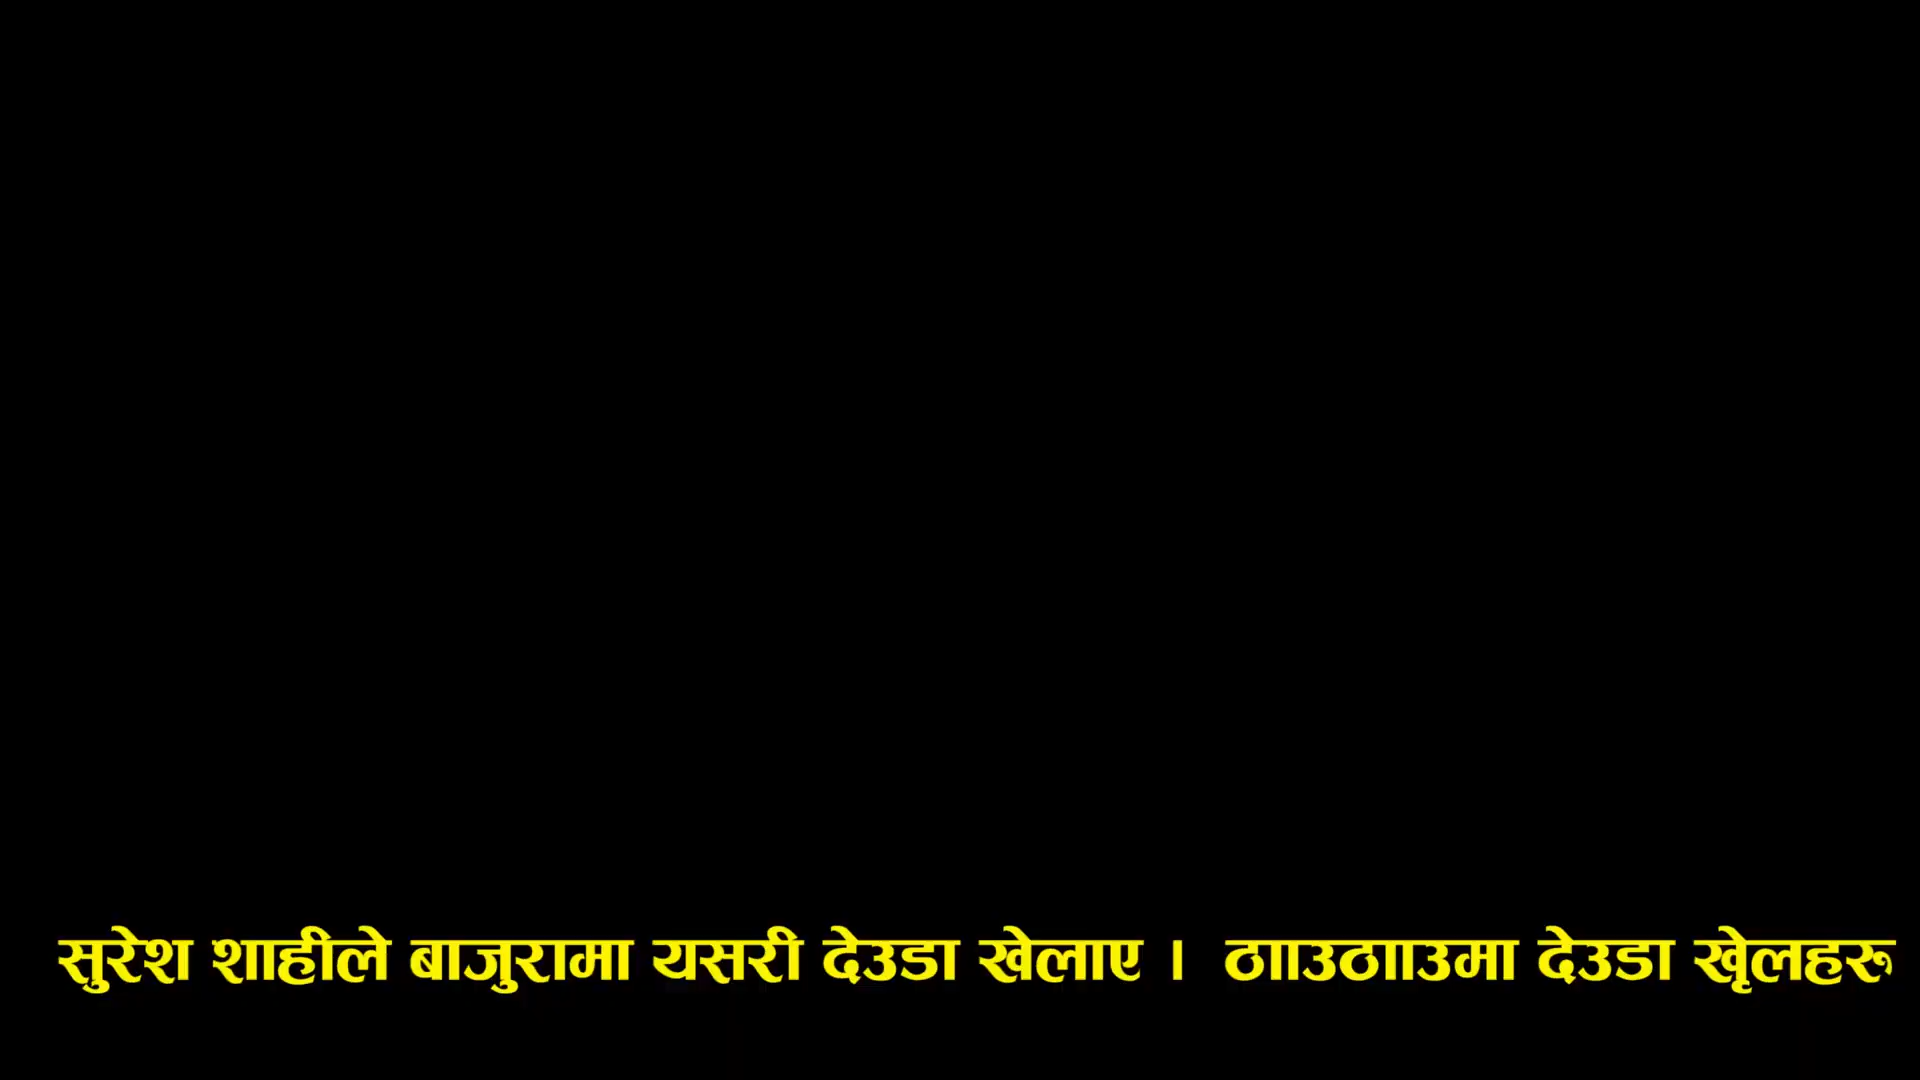 सुरेश शाहीले बाजुरामा यसरी देउडा खेलाए । ठााउठााउमा देउडा खेृलहरु